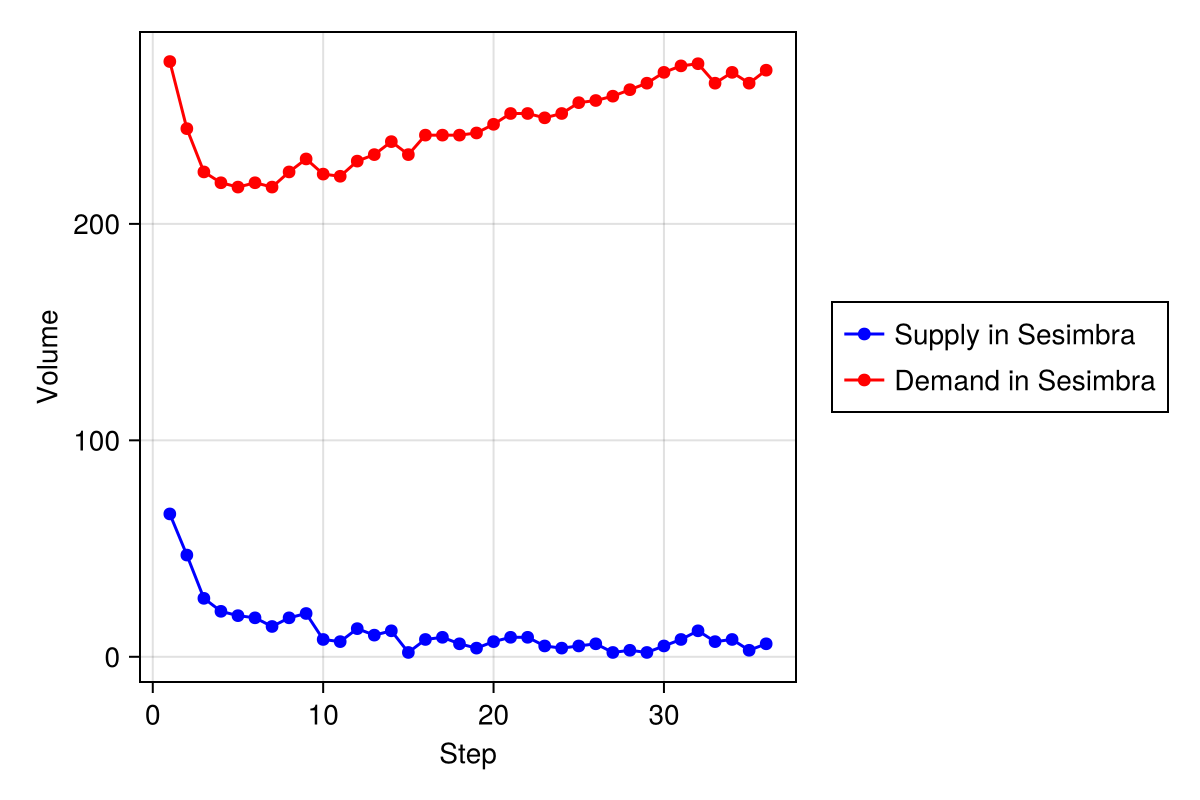 Volume
200
100
0
0 10 20 30
Step
Supply in Sesimbra
Demand in Sesimbra